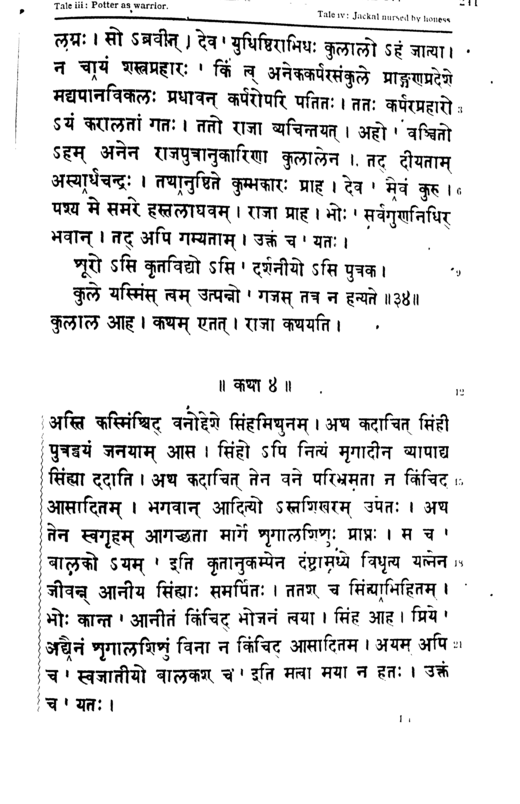 Tale iii: Potter as warrior.
Tale iv: Jackal nursed by lioness
लग्नः। सो ऽब्रवीत्। देव ' युधिष्ठिराभिधः कुलालो ऽहं जात्या।
न चायं शस्त्रप्रहारः ' किं त्व् अनेककर्परसंकुले प्राङ्गणप्रदेशे
मद्यपानविकलः प्रधावन् कर्परोपरि पतितः। ततः कर्परप्रहारो 3
ऽयं करालतां गतः। ततो राजा व्यचिन्तयत्। अहो ' वञ्चितो
ऽहम् अनेन राजपुत्रानुकारिणा कुलालेन। तद् दीयताम्
अस्यार्धचन्द्रः। तथानुष्ठिते कुम्भकारः प्राह। देव ' मैवं कुरु। 6
पश्य मे समरे हस्तलाघवम्। राजा प्राह। भोः ' सर्वगुणनिधिर्
भवान्। तद् अपि गम्यताम्। उक्तं च ' यतः।
शूरो ऽसि कृतविद्यो ऽसि ' दर्शनीयो ऽसि पुत्रक। 9
कुले यस्मिंस् त्वम् उत्पन्नो ' गजस् तत्र न हन्यते॥३४॥
कुलाल आह। कथम् एतत्। राजा कथयति।
॥ कथा ४॥ 12
अस्ति कस्मिंश्चिद् वनोद्देशे सिंहमिथुनम्। अथ कदाचित् सिंही
पुत्रद्वयं जनयाम् आस। सिंहो ऽपि नित्यं मृगादीन् व्यापाद्य
सिंह्या ददाति। अथ कदाचित् तेन वने परिभ्रमता न किंचिद् 15
आसादितम्। भगवान् आदित्यो ऽस्तशिखरम् उपेतः। अथ
तेन स्वगृहम् आगच्छता मार्गे शृगालशिशुः प्राप्तः। स च '
बालको ऽयम् ' इति कृतानुकम्पेन दंष्ट्रामध्ये विधृत्य यत्नेन 18
जीवन्न् आनीय सिंह्याः समर्पितः। ततश् च सिंह्याभिहितम्।
भोः कान्त ' आनीतं किंचिद् भोजनं त्वया। सिंह आह। प्रिये '
अद्यैनं शृगालशिशुं विना न किंचिद् आसादितम। अयम् अपि 21
च ' स्वजातीयो बालकश् च ' इति मत्वा मया न हतः। उक्तं
च ' यतः।